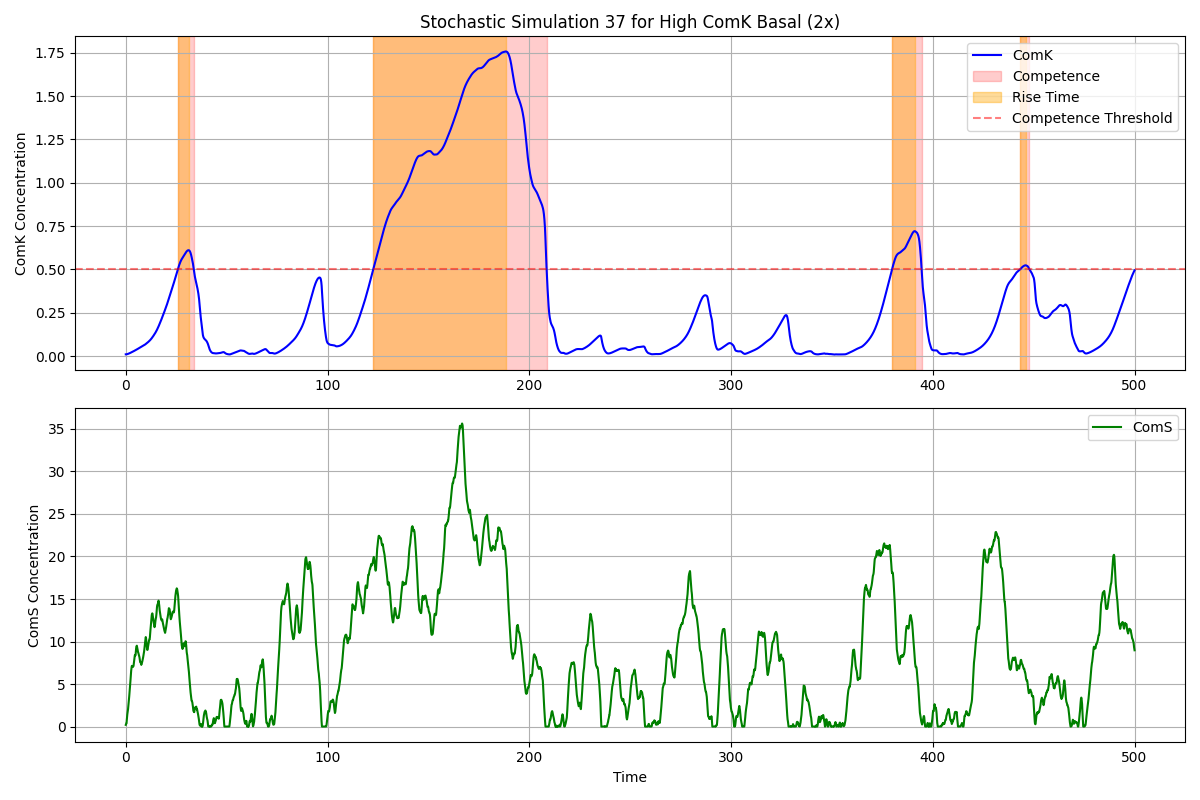 Stochastic Simulation 37 for High ComK Basal (2x)
ComK Concentration
1.75
1.50
1.25
1.00
0.75
0.50
0.25
0.00
ComK
Competence
Rise Time
Competence Threshold
0 100 200 300 400 500
ComS Concentration
35
30
25
20
15
10
5
0
ComS
0 100 200 300 400 500
Time